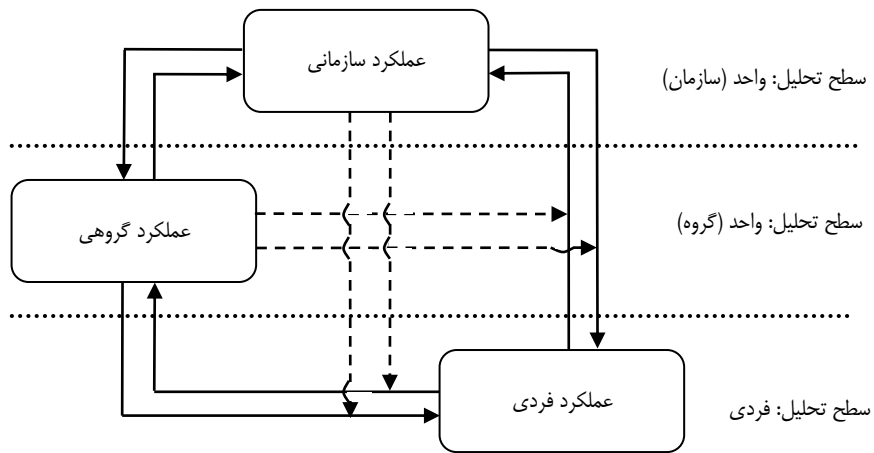 عملکرد سازمانی
سطح تحلیل: واحد (سازمان)
سطح تحلیل: واحد (گروه)
عملکرد گروهی
عملکرد فردی
سطح تحلیل: فردی